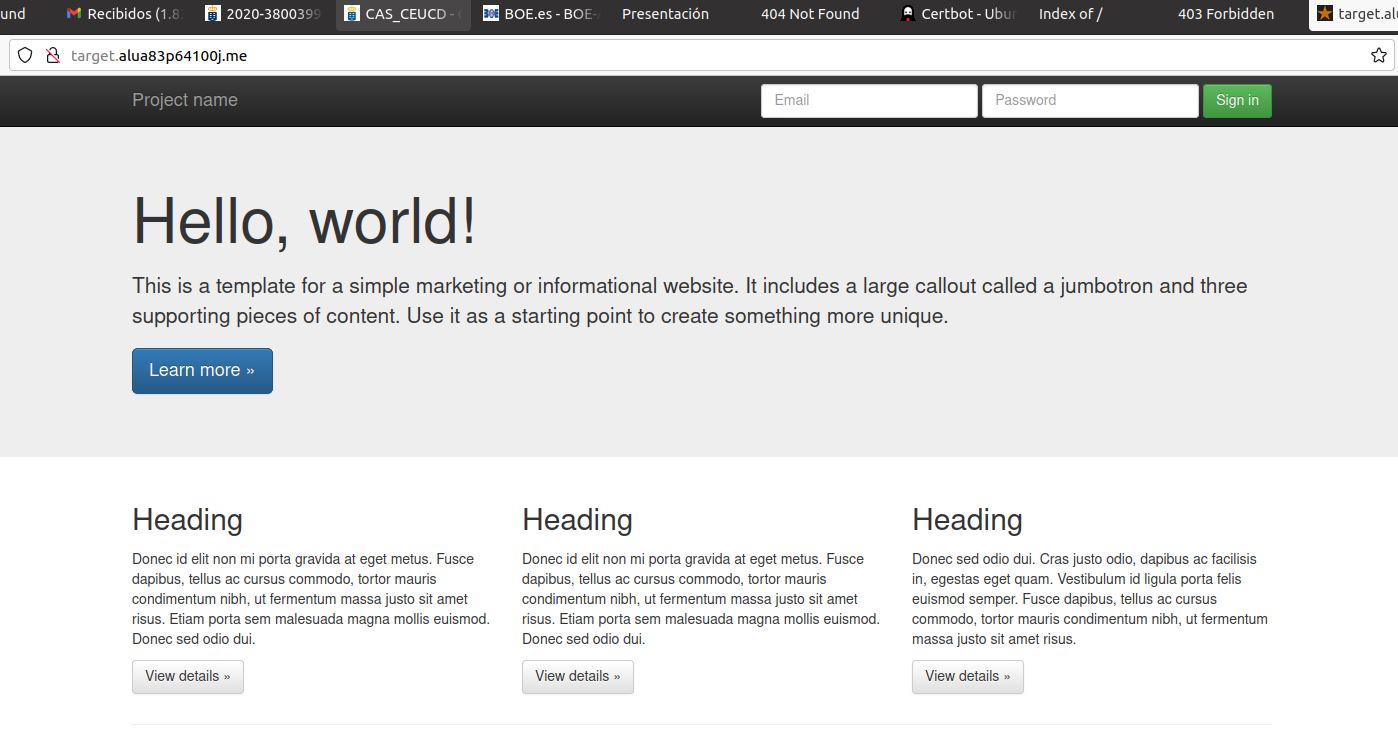 und
Recibidos (1.8
2020-3800399
CAS_CEUCD -
BOE.es - BOE-
Presentación
404 Not Found
Certbot - Ubun
Index of /
403 Forbidden
target.alu
target.alua83p64100j.me
Project name
Email
Password
Sign in
Hello, world!
This is a template for a simple marketing or informational website. It includes a large callout called a jumbotron and three
supporting pieces of content. Use it as a starting point to create something more unique.
Learn more »
Heading
Donec id elit non mi porta gravida at eget metus. Fusce
dapibus, tellus ac cursus commodo, tortor mauris
condimentum nibh, ut fermentum massa justo sit amet
risus. Etiam porta sem malesuada magna mollis euismod.
Donec sed odio dui.
View details »
Heading
Donec id elit non mi porta gravida at eget metus. Fusce
dapibus, tellus ac cursus commodo, tortor mauris
condimentum nibh, ut fermentum massa justo sit amet
risus. Etiam porta sem malesuada magna mollis euismod.
Donec sed odio dui.
View details »
Heading
Donec sed odio dui. Cras justo odio, dapibus ac facilisis
in, egestas eget quam. Vestibulum id ligula porta felis
euismod semper. Fusce dapibus, tellus ac cursus
commodo, tortor mauris condimentum nibh, ut fermentum
massa justo sit amet risus.
View details »